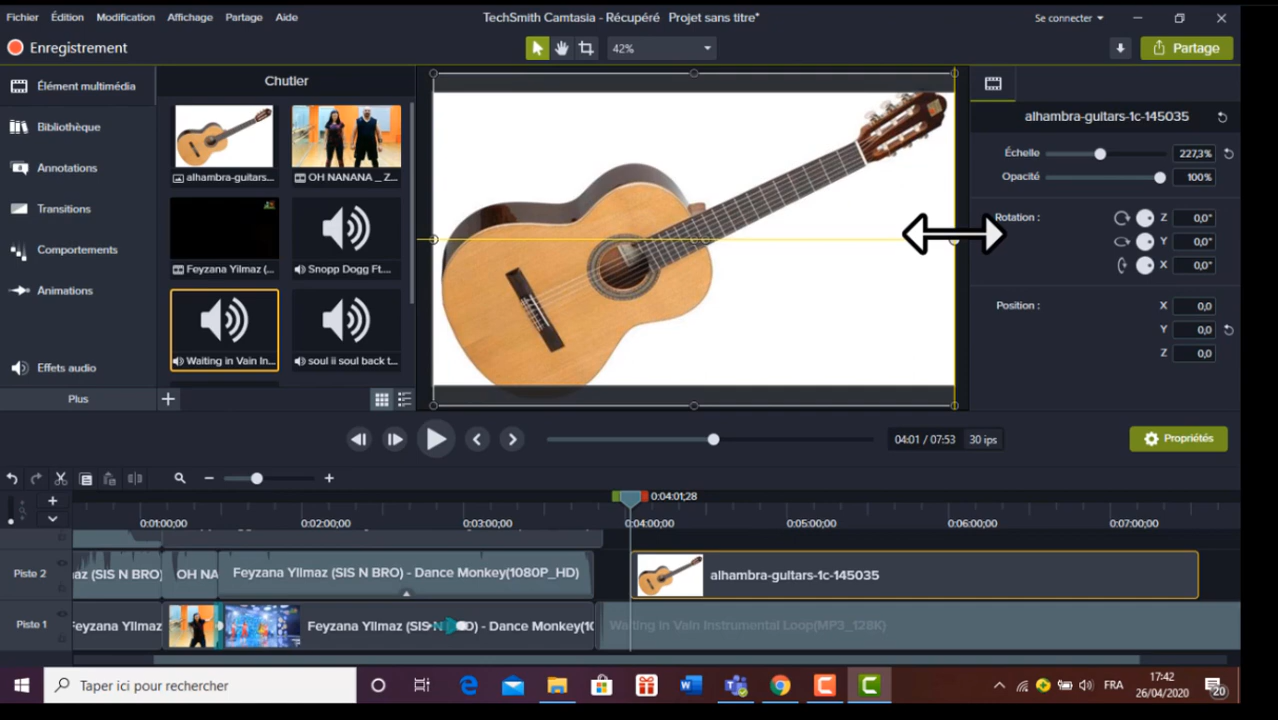 Fichier Édition Modification Affichage Partage Aide
TechSmith Camtasia - Récupéré Projet sans titre*
Se connecter
Enregistrement
42%
Partage
Élément multimédia
Bibliothèque
Annotations
Transitions
Comportements
Animations
Effets audio
Plus
Chutier
alhambra-guitars...
OH NANANA _ Z...
Feyzana Yilmaz (...
Snopp Dogg Ft....
Waiting in Vain In...
soul ii soul back t...
alhambra-guitars-1c-145035
Échelle 227,3%
Opacité 100%
Rotation : Z 0,0°
Y 0,0°
X 0,0°
Position : X 0,0
Y 0,0
Z 0,0
04:01 / 07:53 30 ips
Propriétés
0:04:01;28
0:01:00;00 0:02:00;00 0:03:00;00 0:04:00;00 0:05:00;00 0:06:00;00 0:07:00;00
Piste 2
az (SIS N BRO) OH NA Feyzana Yilmaz (SIS N BRO) - Dance Monkey(1080P_HD)
alhambra-guitars-1c-145035
Piste 1
Feyzana Yilmaz Feyzana Yilmaz (SIS N O) - Dance Monkey(10
Waiting in Vain Instrumental Loop(MP3_128K)
Taper ici pour rechercher
FRA
17:42
26/04/2020
20